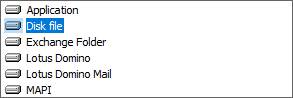 Application
Disk file
Exchange Folder
Lotus Domino
Lotus Domino Mail
MAPI